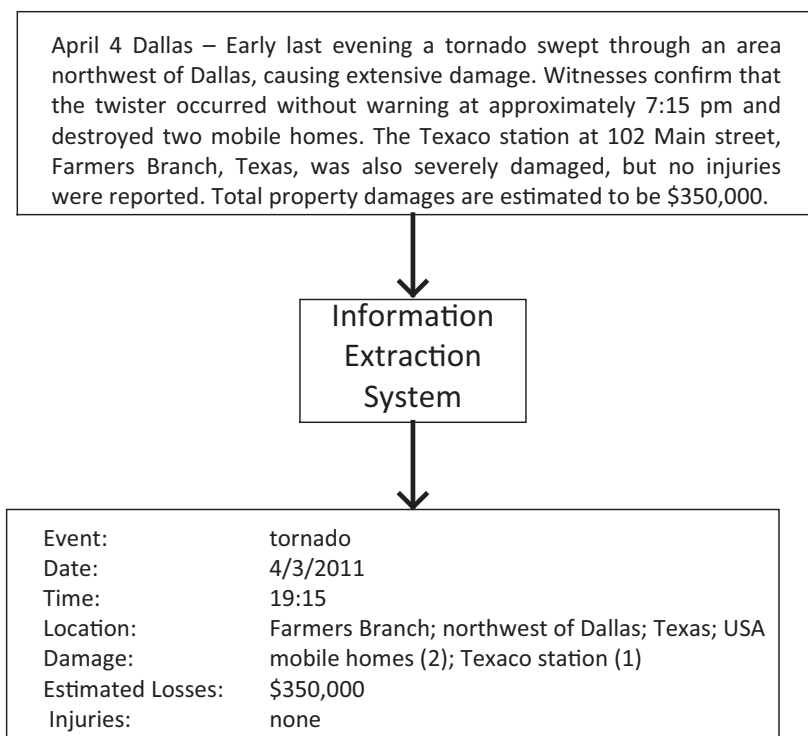 April 4 Dallas – Early last evening a tornado swept through an area
northwest of Dallas, causing extensive damage. Witnesses confirm that
the twister occurred without warning at approximately 7:15 pm and
destroyed two mobile homes. The Texaco station at 102 Main street,
Farmers Branch, Texas, was also severely damaged, but no injuries
were reported. Total property damages are estimated to be $350,000.
Information
Extraction
System
Event: tornado
Date: 4/3/2011
Time: 19:15
Location: Farmers Branch; northwest of Dallas; Texas; USA
Damage: mobile homes (2); Texaco station (1)
Estimated Losses: $350,000
Injuries: none